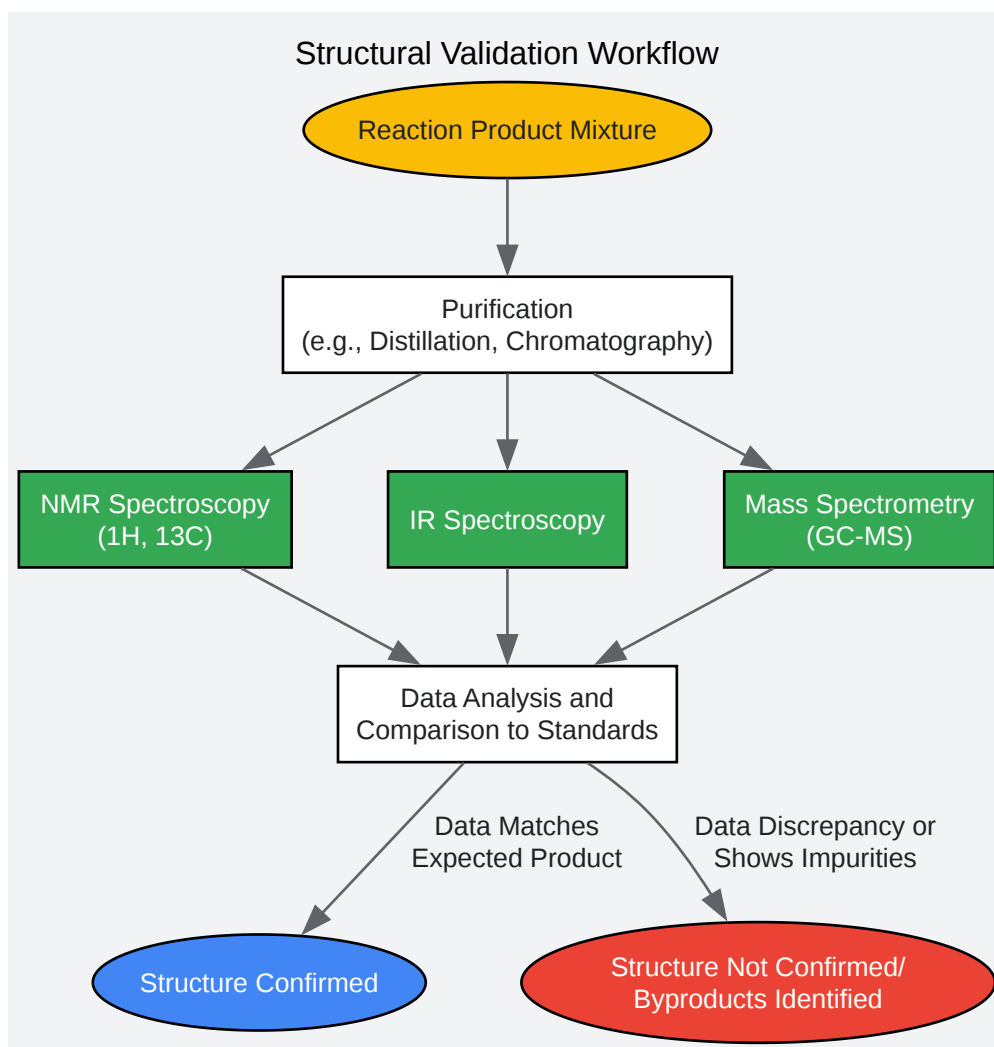 Structural Validation Workflow
Reaction Product Mixture
Purification
(e.g., Distillation, Chromatography)
NMR Spectroscopy
(1H, 13C)
IR Spectroscopy
Mass Spectrometry
(GC-MS)
Data Analysis and
Comparison to Standards
Data Matches
Expected Product
Data Discrepancy or
Shows Impurities
Structure Confirmed
Structure Not Confirmed/
Byproducts Identified